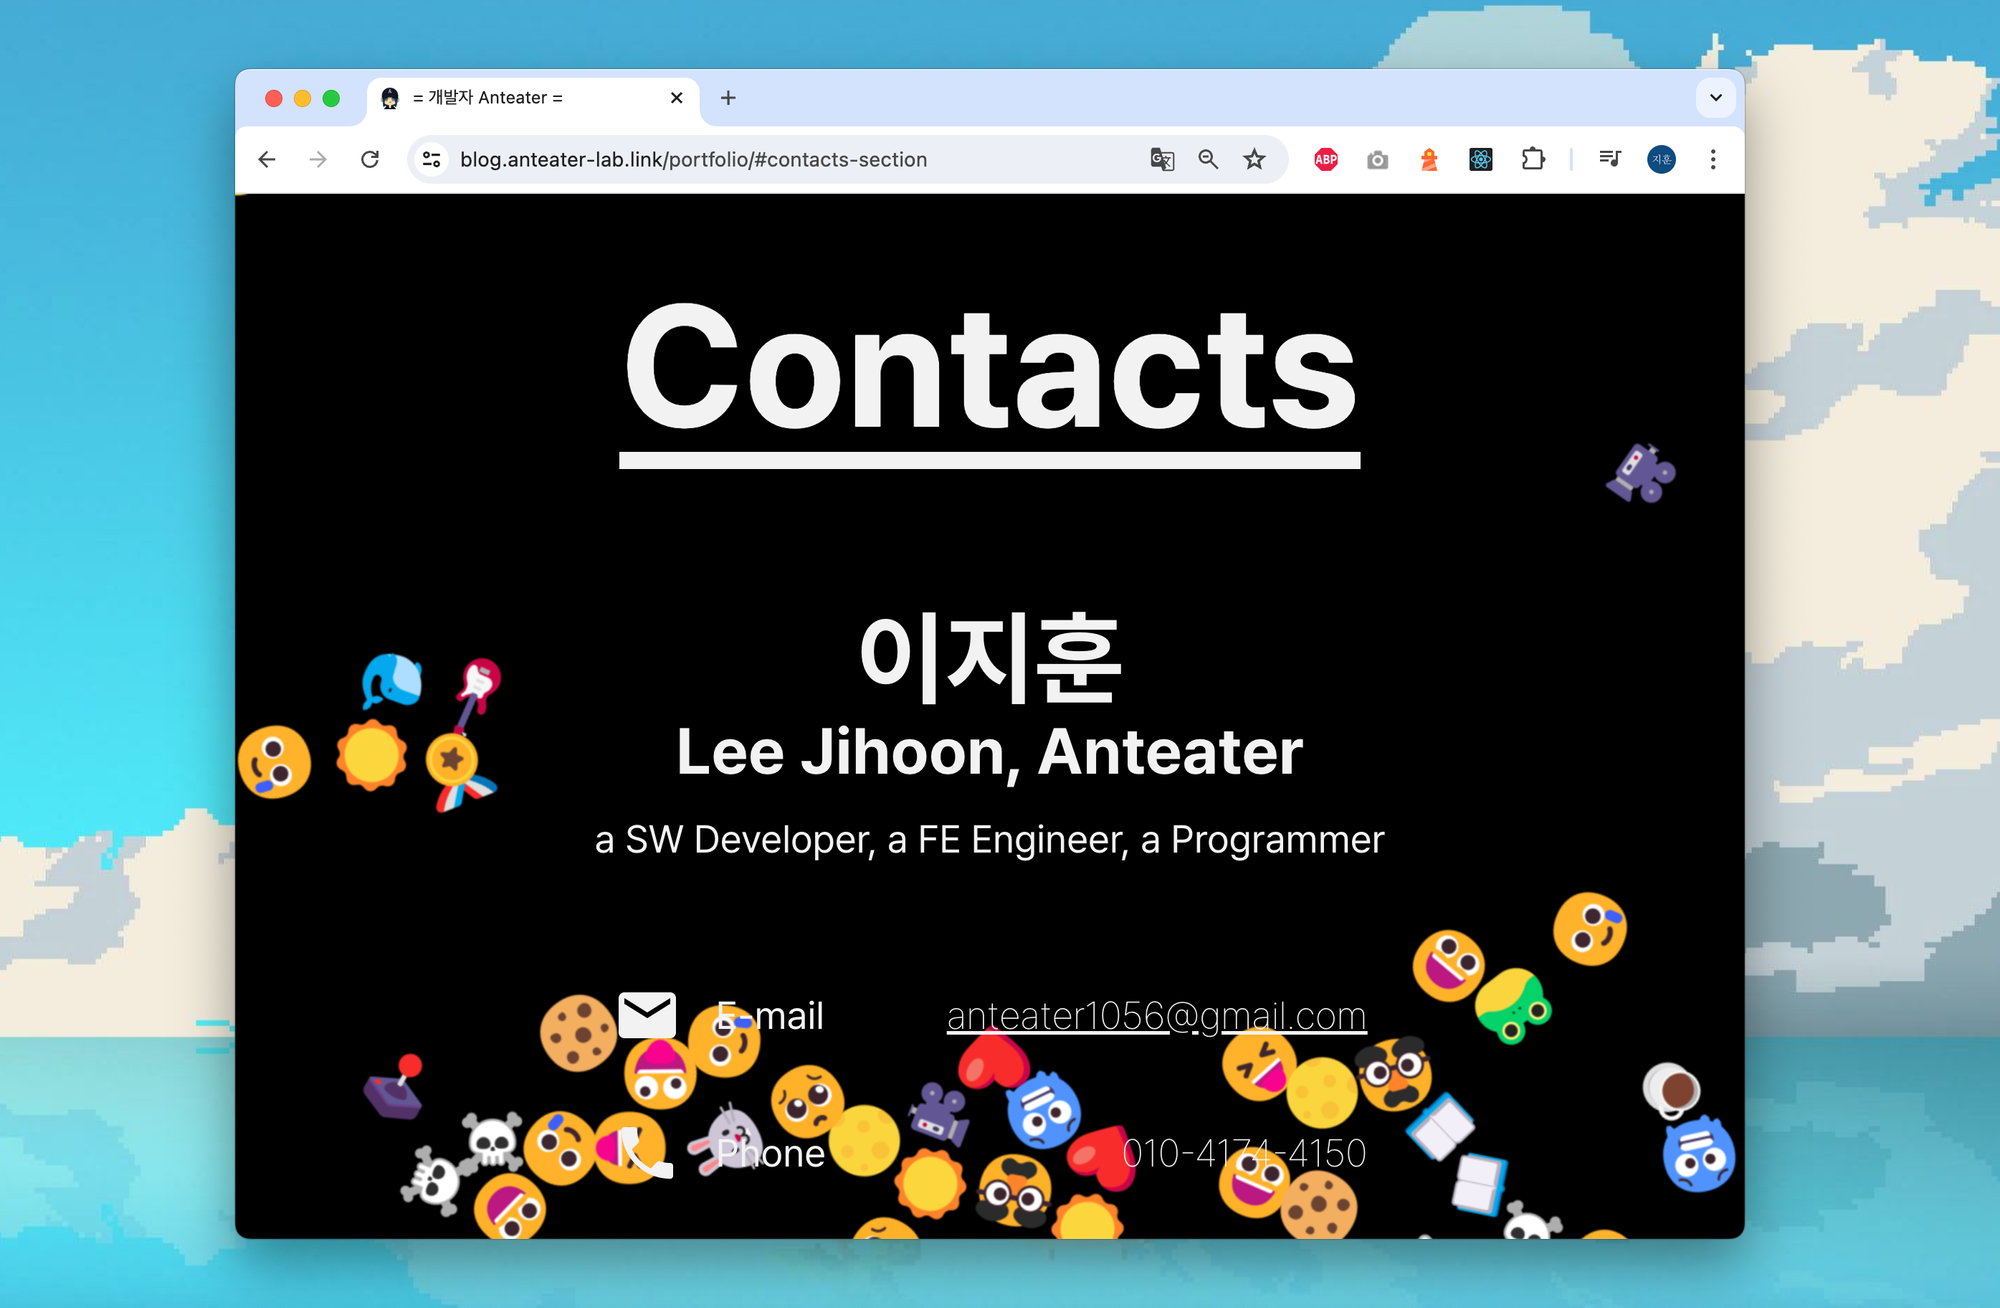 = 개발자 Anteater =
blog.anteater-lab.link/portfolio/#contacts-section
ABP
지훈
Contacts
이지훈
Lee Jihoon, Anteater
a SW Developer, a FE Engineer, a Programmer
E-mail anteater1056@gmail.com
Phone 010-4174-4150